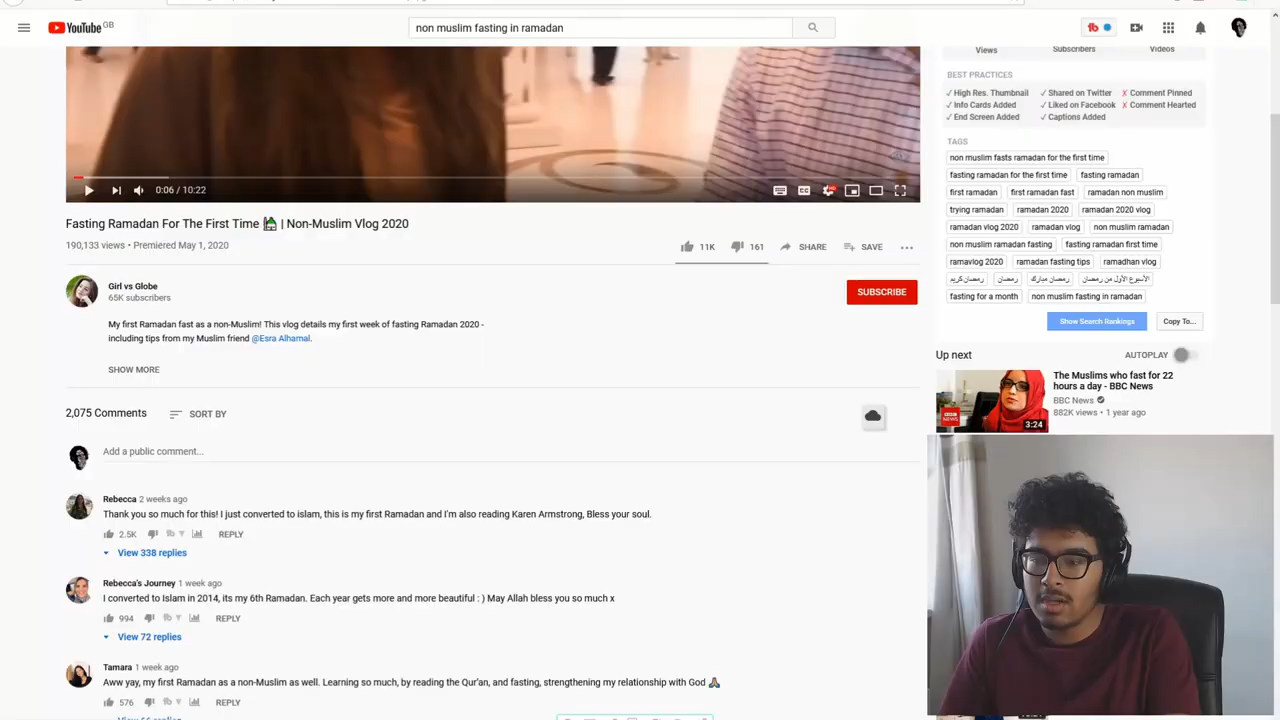 YouTube GB
non muslim fasting in ramadan
Views
Subscribers
Videos
BEST PRACTICES
✓ High Res. Thumbnail ✓ Shared on Twitter ✗ Comment Pinned
✓ Info Cards Added ✓ Liked on Facebook ✗ Comment Hearted
✓ End Screen Added ✓ Captions Added
TAGS
non muslim fasts ramadan for the first time
fasting ramadan for the first time fasting ramadan
first ramadan first ramadan fast ramadan non muslim
trying ramadan ramadan 2020 ramadan 2020 vlog
ramadan vlog 2020 ramadan vlog non muslim ramadan
non muslim ramadan fasting fasting ramadan first time
ramavlog 2020 ramadan fasting tips ramadhan vlog
رمضان كريم رمضان رمضان مبارك الأسبوع الأول من رمضان
fasting for a month non muslim fasting in ramadan
Show Search Rankings Copy To...
0:06 / 10:22
CC
Fasting Ramadan For The First Time 🕌 | Non-Muslim Vlog 2020
190,133 views • Premiered May 1, 2020
11K 161 SHARE SAVE
Girl vs Globe
65K subscribers
SUBSCRIBE
My first Ramadan fast as a non-Muslim! This vlog details my first week of fasting Ramadan 2020 -
including tips from my Muslim friend @Esra Alhamal.
SHOW MORE
2,075 Comments SORT BY
Add a public comment...
Rebecca 2 weeks ago
Thank you so much for this! I just converted to islam, this is my first Ramadan and I'm also reading Karen Armstrong, Bless your soul.
2.5K REPLY
View 338 replies
Rebecca's Journey 1 week ago
I converted to Islam in 2014, its my 6th Ramadan. Each year gets more and more beautiful : ) May Allah bless you so much x
994 REPLY
View 72 replies
Tamara 1 week ago
Aww yay, my first Ramadan as a non-Muslim as well. Learning so much, by reading the Qur'an, and fasting, strengthening my relationship with God 🙏🏽
576 REPLY
Up next AUTOPLAY
The Muslims who fast for 22
hours a day - BBC News
BBC News
882K views • 1 year ago
3:24